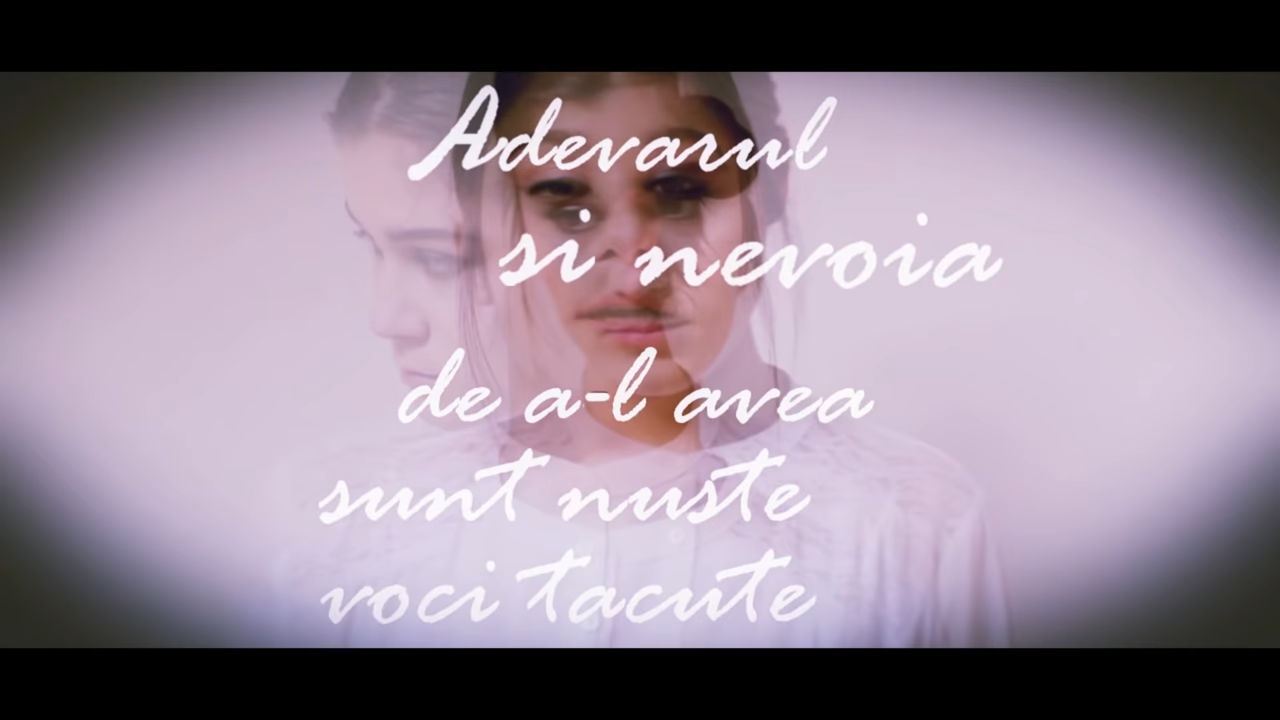 Adevarul
si nevoia
de a-l avea
sunt nuste
voci tacute